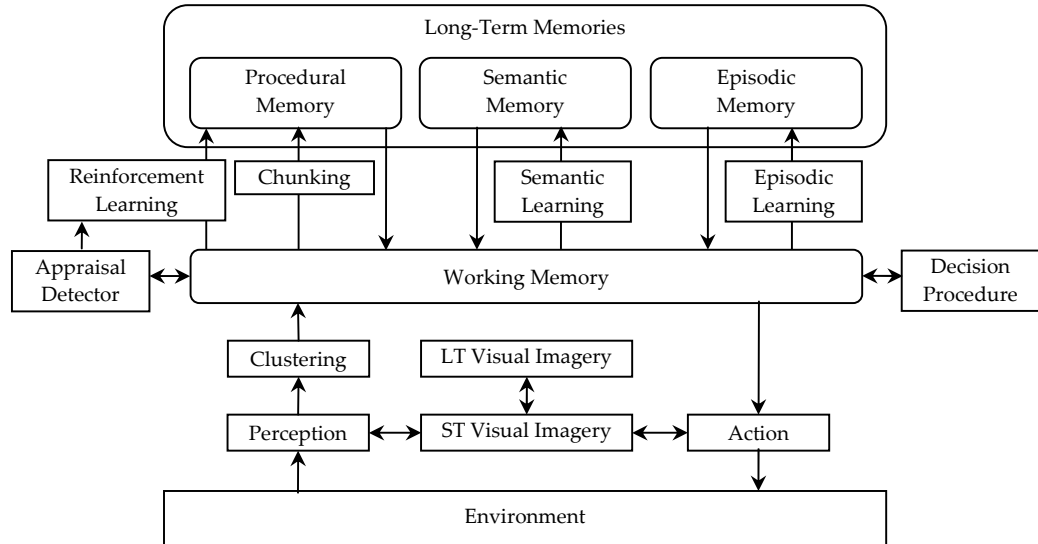 Long-Term Memories
Procedural
Memory
Semantic
Memory
Episodic
Memory
Reinforcement
Learning
Chunking
Semantic
Learning
Episodic
Learning
Appraisal
Detector
Working Memory
Decision
Procedure
Clustering
LT Visual Imagery
Perception
ST Visual Imagery
Action
Environment